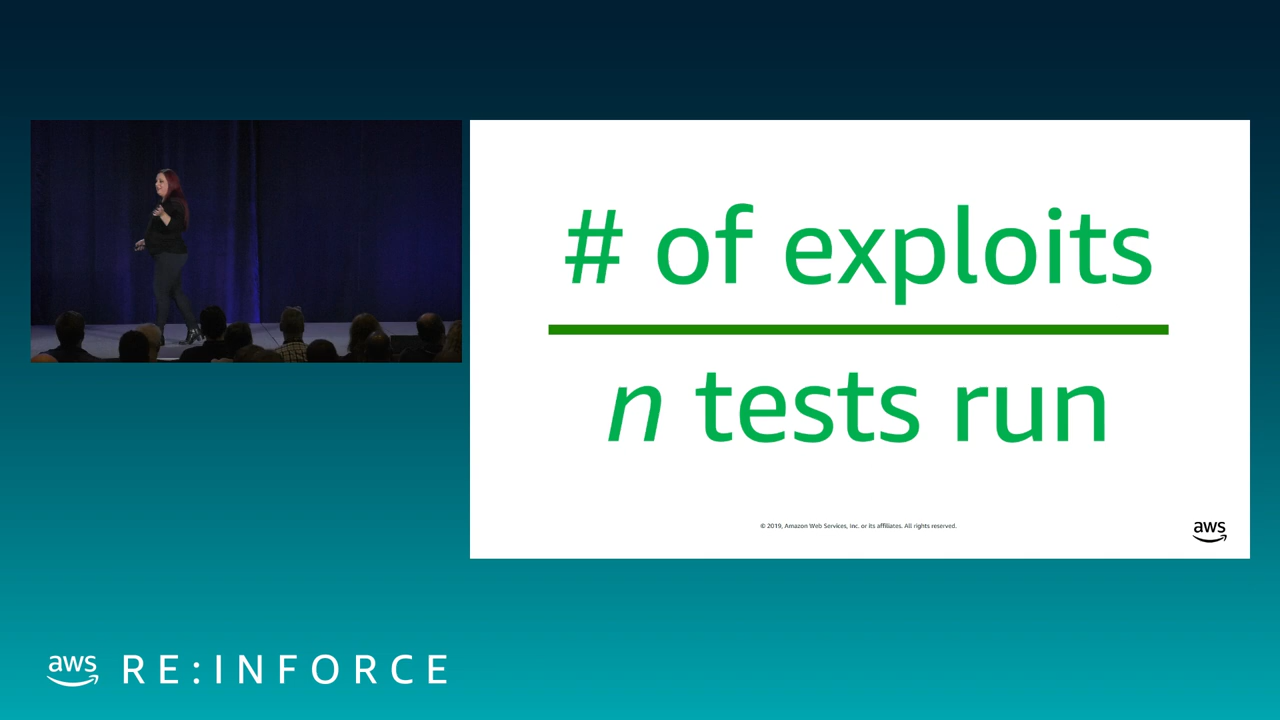 # of exploits
n tests run
© 2019, Amazon Web Services, Inc. or its affiliates. All rights reserved.
aws
aws RE:INFORCE